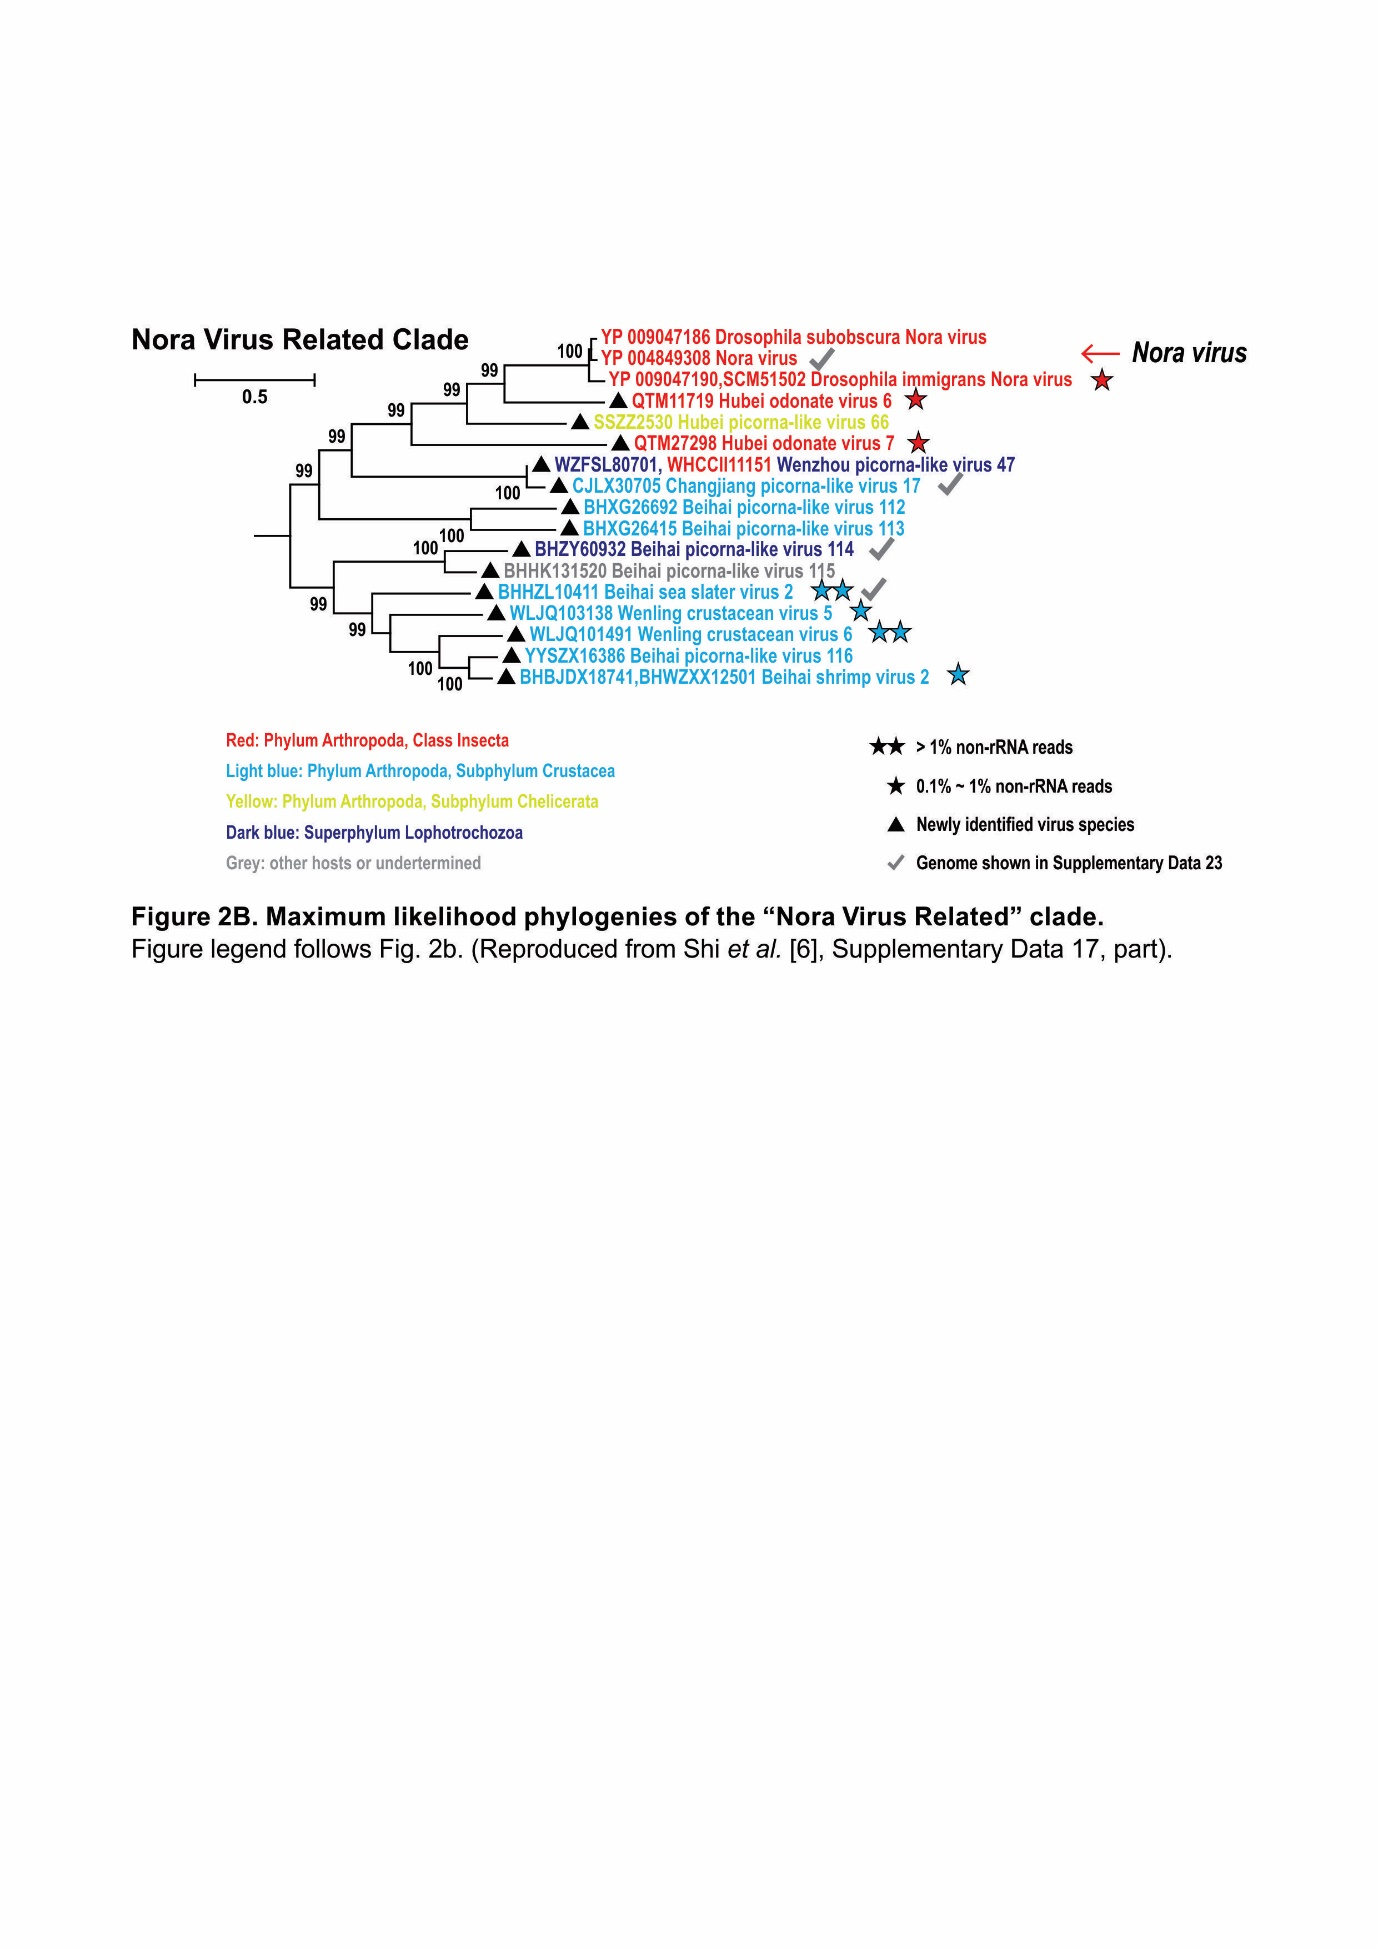 Nora Virus Related Clade
0.5
YP 009047186 Drosophila subobscura Nora virus
100
YP 004849308 Nora virus
Nora virus
99
YP 009047190,SCM51502 Drosophila immigrans Nora virus
99
QTM11719 Hubei odonate virus 6
99
SSZZ2530 Hubei picorna-like virus 66
99
QTM27298 Hubei odonate virus 7
99
WZFSL80701, WHCCII11151 Wenzhou picorna-like virus 47
100
CJLX30705 Changjiang picorna-like virus 17
BHXG26692 Beihai picorna-like virus 112
100
BHXG26415 Beihai picorna-like virus 113
100
BHZY60932 Beihai picorna-like virus 114
BHHK131520 Beihai picorna-like virus 115
99
BHHZL10411 Beihai sea slater virus 2
99
WLJQ103138 Wenling crustacean virus 5
WLJQ101491 Wenling crustacean virus 6
100
YYSZX16386 Beihai picorna-like virus 116
100
BHBJDX18741,BHWZXX12501 Beihai shrimp virus 2
Red: Phylum Arthropoda, Class Insecta
Light blue: Phylum Arthropoda, Subphylum Crustacea
Yellow: Phylum Arthropoda, Subphylum Chelicerata
Dark blue: Superphylum Lophotrochozoa
Grey: other hosts or undertermined
> 1% non-rRNA reads
0.1% ~ 1% non-rRNA reads
Newly identified virus species
Genome shown in Supplementary Data 23
Figure 2B. Maximum likelihood phylogenies of the “Nora Virus Related” clade.
Figure legend follows Fig. 2b. (Reproduced from Shi et al. [6], Supplementary Data 17, part).